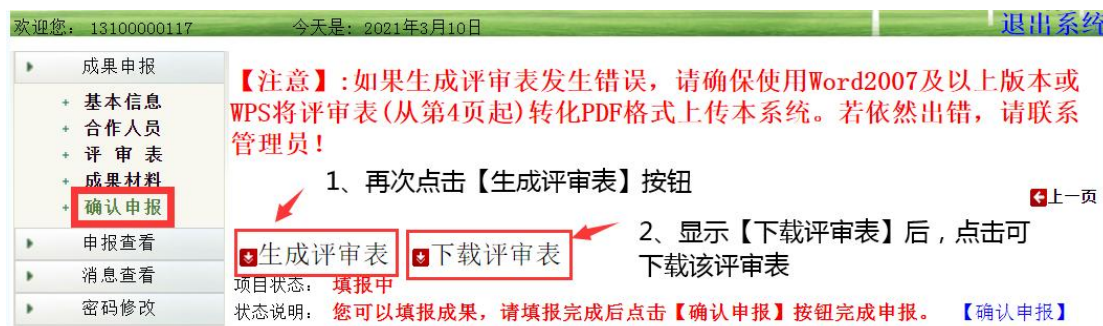 欢迎您: 13100000117 今天是: 2021年3月10日 退出系统
成果申报
基本信息
合作人员
评 审 表
成果材料
确认申报
申报查看
消息查看
密码修改
【注意】:如果生成评审表发生错误，请确保使用Word2007及以上版本或
WPS将评审表(从第4页起)转化PDF格式上传本系统。若依然出错，请联系
管理员！
1、再次点击【生成评审表】按钮
上一页
生成评审表 下载评审表
2、显示【下载评审表】后，点击可
下载该评审表
项目状态: 填报中
状态说明: 您可以填报成果，请填报完成后点击【确认申报】按钮完成申报。 【确认申报】